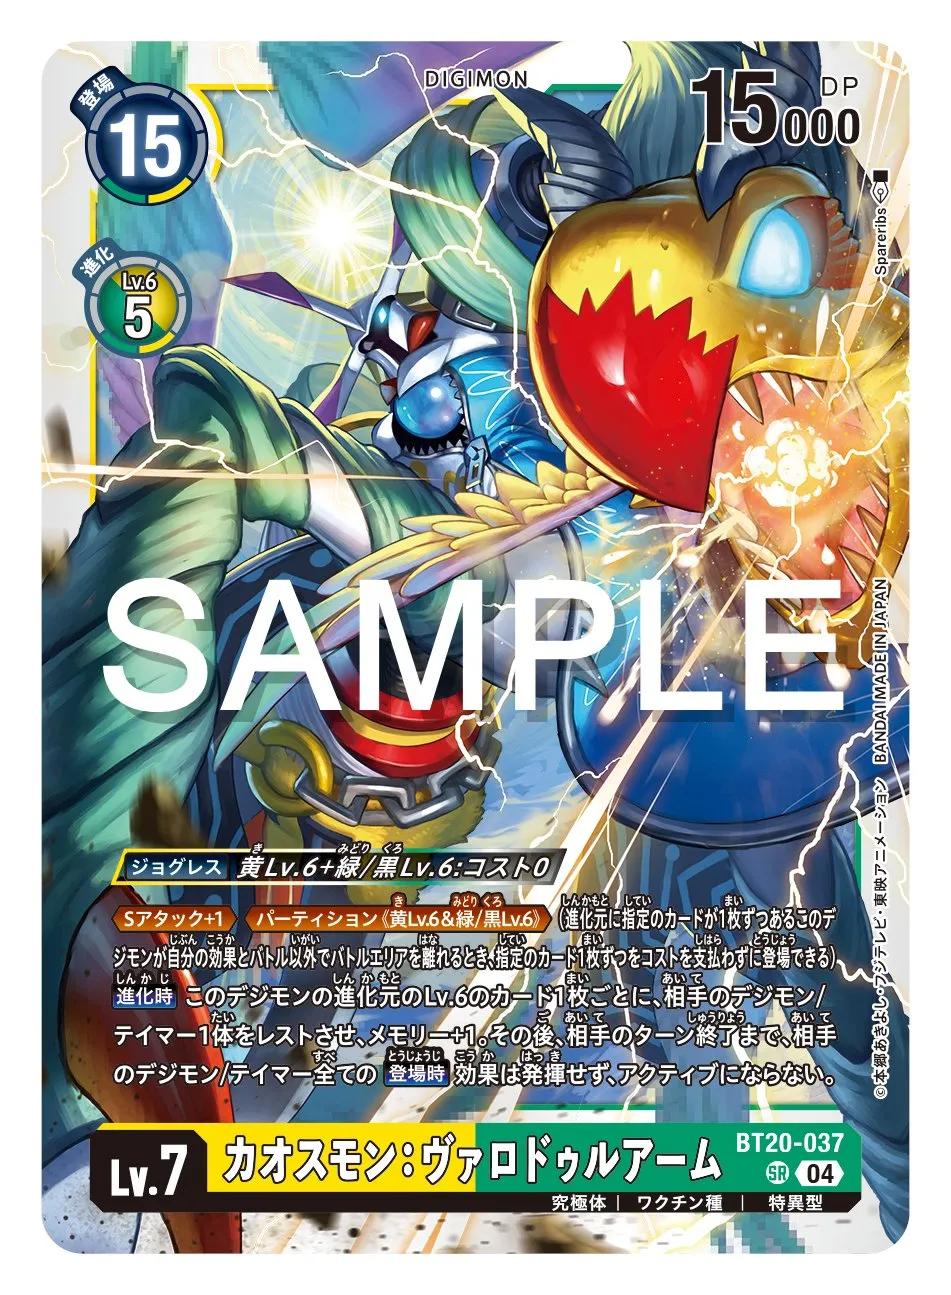 登場
15
DIGIMON
15000
DP
進化
Lv.6
5
Spareribs
SAMPLE
BANDAI MADE IN JAPAN
©本郷あきよし・フジテレビ・東映アニメーション
ジョグレス 黄Lv.6+緑/黒Lv.6:コスト0
Sアタック+1 パーティション《黄Lv.6&緑/黒Lv.6》(進化元に指定のカードが1枚ずつあるこのデ
ジモンが自分の効果とバトル以外でバトルエリアを離れるとき、指定のカード1枚ずつをコストを支払わずに登場できる)
進化時 このデジモンの進化元のLv.6のカード1枚ごとに、相手のデジモン/
テイマー1体をレストさせ、メモリー+1。その後、相手のターン終了まで、相手
のデジモン/テイマー全ての 登場時 効果は発揮せず、アクティブにならない。
Lv.7
カオスモン:ヴァロドゥルアーム
BT20-037
SR 04
究極体 | ワクチン種 | 特異型